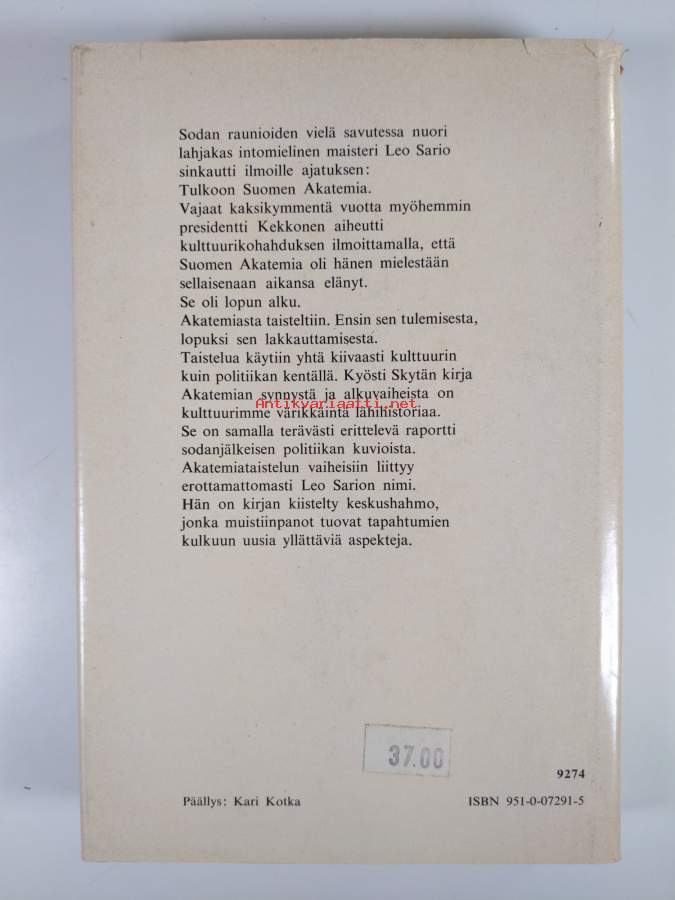 Sodan raunioiden vielä savutessa nuori
lahjakas intomielinen maisteri Leo Sario
sinkautti ilmoille ajatuksen:
Tulkoon Suomen Akatemia.
Vajaat kaksikymmentä vuotta myöhemmin
presidentti Kekkonen aiheutti
kulttuurikohahduksen ilmoittamalla, että
Suomen Akatemia oli hänen mielestään
sellaisenaan aikansa elänyt.
Se oli lopun alku.
Akatemiasta taisteltiin. Ensin sen tulemisesta,
lopuksi sen lakkauttamisesta.
Taistelua käytiin yhtä kiivaasti kulttuurin
kuin politiikan kentällä. Kyösti Skytän kirja
Akatemian synnystä ja alkuvaiheista on
Antikvariaatti.net
kulttuurimme värikkäintä lähihistoriaa.
Se on samalla terävästi erittelevä raportti
sodanjälkeisen politiikan kuvioista.
Akatemiataistelun vaiheisiin liittyy
erottamattomasti Leo Sarion nimi.
Hän on kirjan kiistelty keskushahmo,
jonka muistiinpanot tuovat tapahtumien
kulkuun uusia yllättäviä aspekteja.
37.00
9274
Päällys: Kari Kotka ISBN 951-0-07291-5